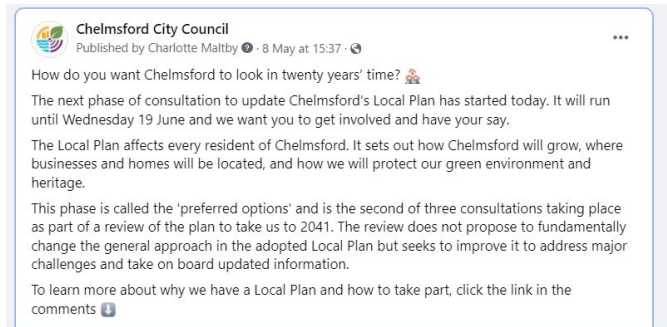 Chelmsford City Council
Published by Charlotte Maltby · 8 May at 15:37 ·
How do you want Chelmsford to look in twenty years' time?
The next phase of consultation to update Chelmsford's Local Plan has started today. It will run
until Wednesday 19 June and we want you to get involved and have your say.
The Local Plan affects every resident of Chelmsford. It sets out how Chelmsford will grow, where
businesses and homes will be located, and how we will protect our green environment and
heritage.
This phase is called the 'preferred options' and is the second of three consultations taking place
as part of a review of the plan to take us to 2041. The review does not propose to fundamentally
change the general approach in the adopted Local Plan but seeks to improve it to address major
challenges and take on board updated information.
To learn more about why we have a Local Plan and how to take part, click the link in the
comments ⬇️